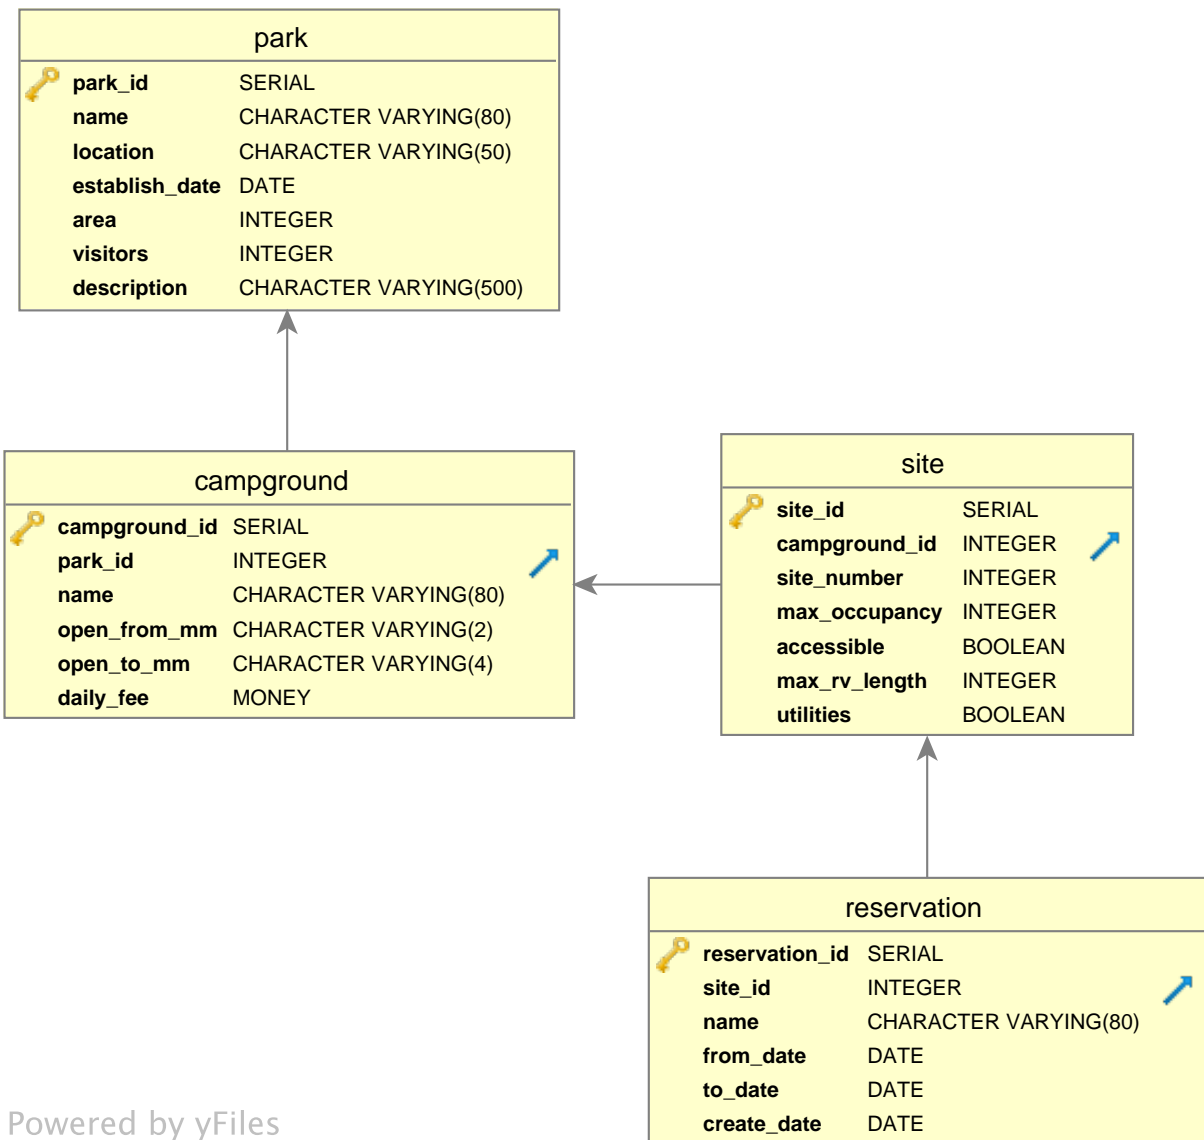 park
park_id SERIAL
name CHARACTER VARYING(80)
location CHARACTER VARYING(50)
establish_date DATE
area INTEGER
visitors INTEGER
description CHARACTER VARYING(500)
campground
campground_id SERIAL
park_id INTEGER
name CHARACTER VARYING(80)
open_from_mm CHARACTER VARYING(2)
open_to_mm CHARACTER VARYING(4)
daily_fee MONEY
site
site_id SERIAL
campground_id INTEGER
site_number INTEGER
max_occupancy INTEGER
accessible BOOLEAN
max_rv_length INTEGER
utilities BOOLEAN
reservation
reservation_id SERIAL
site_id INTEGER
name CHARACTER VARYING(80)
from_date DATE
to_date DATE
create_date DATE
Powered by yFiles